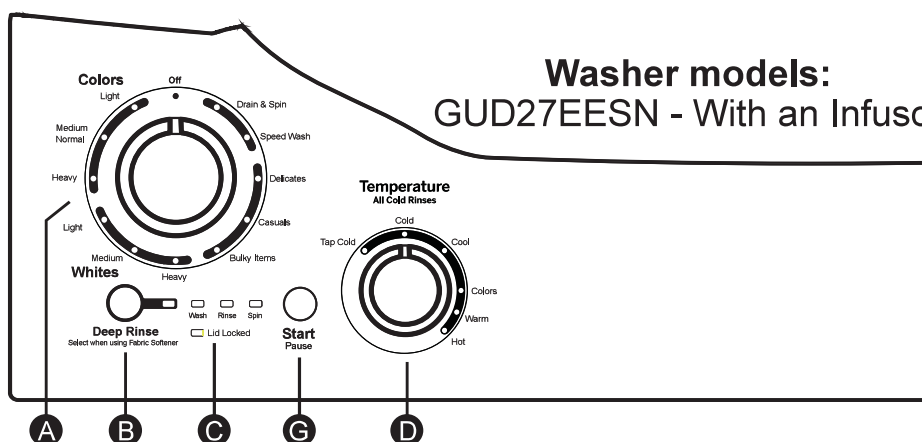 Washer models:
GUD27EESN - With an Infusor
Colors
Off
Light
Drain & Spin
Medium
Normal
Speed Wash
Heavy
Delicates
Light
Casuals
Medium
Bulky Items
Whites
Heavy
Temperature
All Cold Rinses
Cold
Tap Cold
Cool
Colors
Warm
Hot
Wash
Rinse
Spin
Deep Rinse
Select when using Fabric Softener
Lid Locked
Start
Pause
A
B
C
G
D